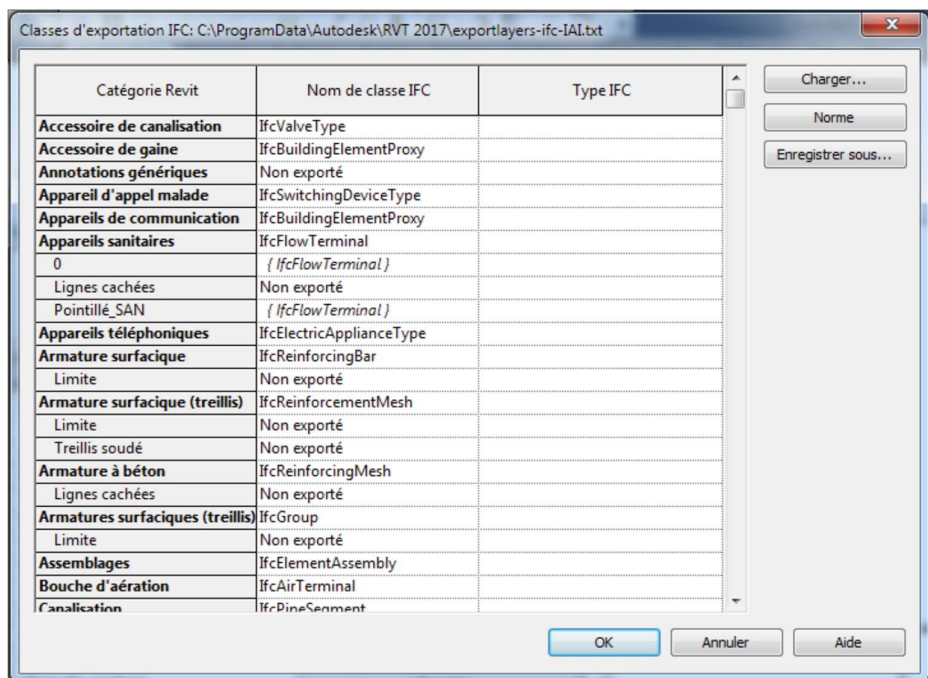 Classes d'exportation IFC: C:\ProgramData\Autodesk\RVT 2017\exportlayers-ifc-IAI.txt
Catégorie Revit Nom de classe IFC Type IFC
Charger...
Norme
Enregistrer sous...
Accessoire de canalisation IfcValveType
Accessoire de gaine IfcBuildingElementProxy
Annotations génériques Non exporté
Appareil d'appel malade IfcSwitchingDeviceType
Appareils de communication IfcBuildingElementProxy
Appareils sanitaires IfcFlowTerminal
0 { IfcFlowTerminal }
Lignes cachées Non exporté
Pointillé_SAN { IfcFlowTerminal }
Appareils téléphoniques IfcElectricApplianceType
Armature surfacique IfcReinforcingBar
Limite Non exporté
Armature surfacique (treillis) IfcReinforcementMesh
Limite Non exporté
Treillis soudé Non exporté
Armature à béton IfcReinforcingMesh
Lignes cachées Non exporté
Armatures surfaciques (treillis) IfcGroup
Limite Non exporté
Assemblages IfcElementAssembly
Bouche d'aération IfcAirTerminal
Canalisation IfcPipeSegment
OK Annuler Aide